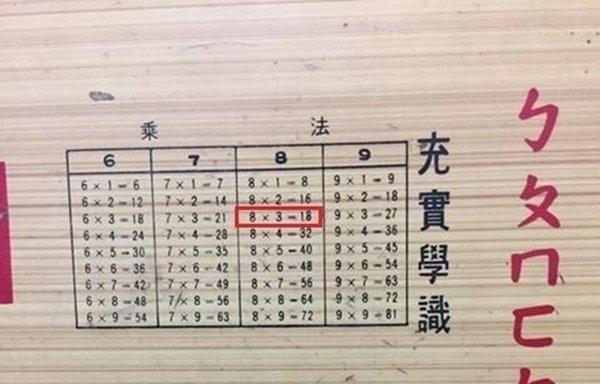 乘 法
6 7 8 9
6×1=6 7×1=7 8×1=8 9×1=9
6×2=12 7×2=14 8×2=16 9×2=18
6×3=18 7×3=21 8×3=18 9×3=27
6×4=24 7×4=28 8×4=32 9×4=36
6×5=30 7×5=35 8×5=40 9×5=45
6×6=36 7×6=42 8×6=48 9×6=54
6×7=42 7×7=49 8×7=56 9×7=63
6×8=48 7×8=56 8×8=64 9×8=72
6×9=54 7×9=63 8×9=72 9×9=81
充實學識
ㄅㄆㄇㄈ